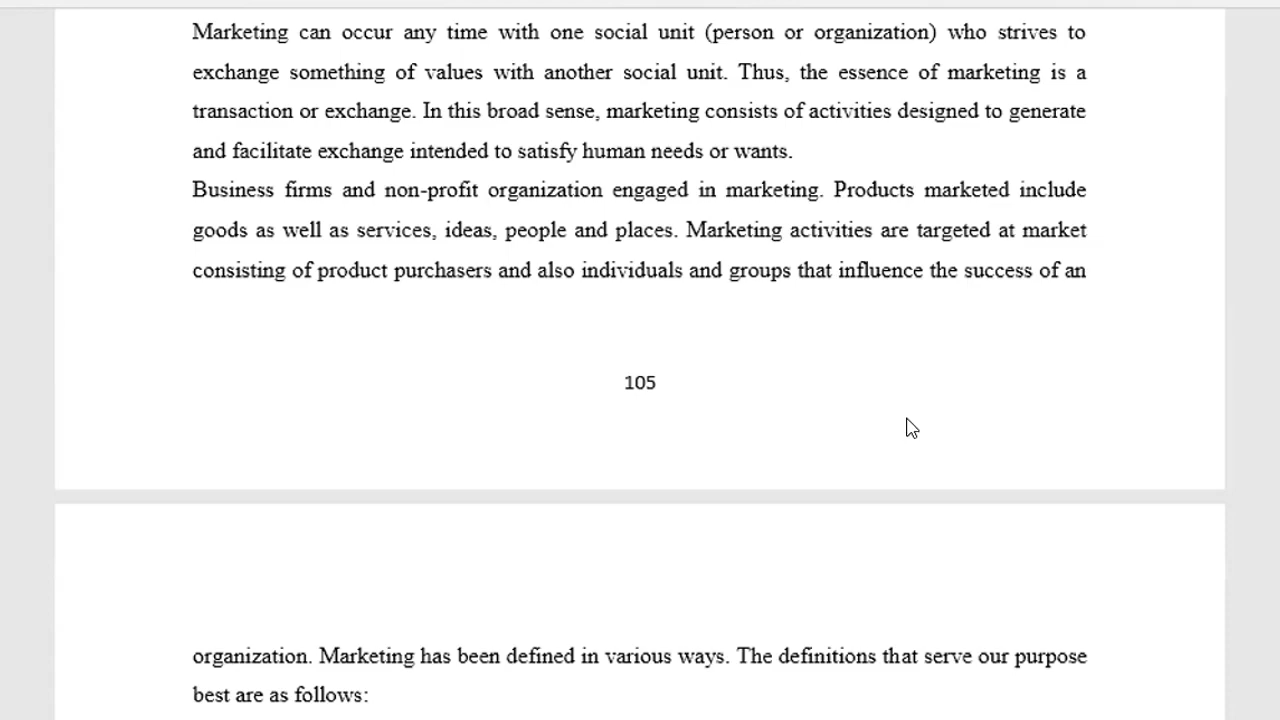 Marketing can occur any time with one social unit (person or organization) who strives to
exchange something of values with another social unit. Thus, the essence of marketing is a
transaction or exchange. In this broad sense, marketing consists of activities designed to generate
and facilitate exchange intended to satisfy human needs or wants.
Business firms and non-profit organization engaged in marketing. Products marketed include
goods as well as services, ideas, people and places. Marketing activities are targeted at market
consisting of product purchasers and also individuals and groups that influence the success of an
105
organization. Marketing has been defined in various ways. The definitions that serve our purpose
best are as follows: